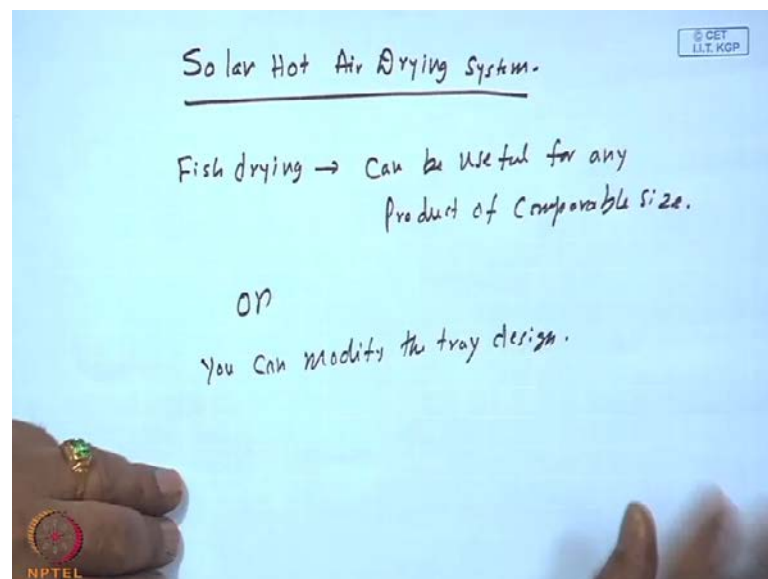 © CET
I.I.T. KGP
Solar Hot Air Drying System.
Fish drying → Can be useful for any
Product of Comparable size.
or
You Can modify the tray design.
NPTEL